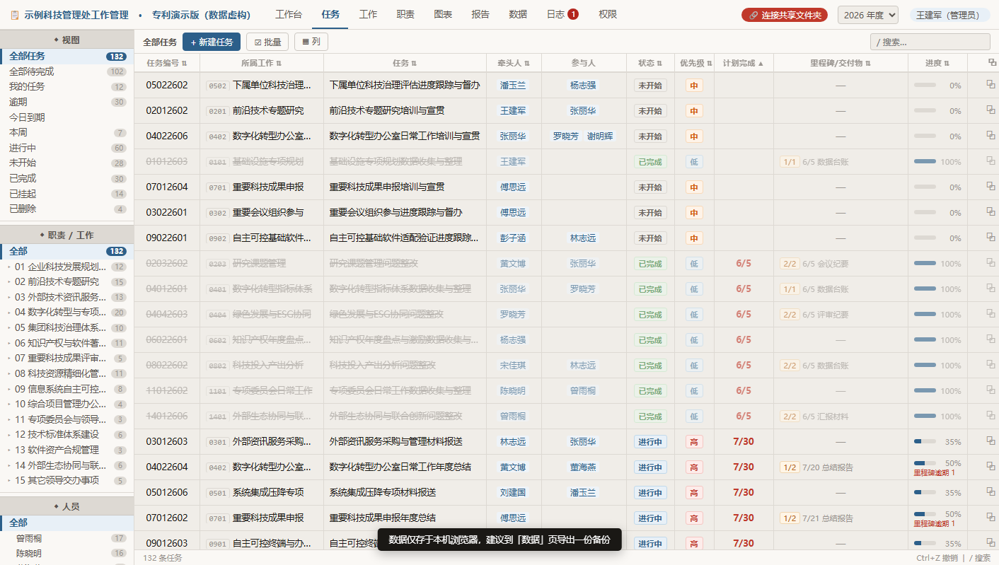 📋 示例科技管理处工作管理 • 专利演示版（数据虚构） 工作台 任务 工作 职责 图表 报告 数据 日志 1 权限 🔗 连接共享文件夹 2026 年度 王建军（管理员）
◆ 视图
全部任务 132
全部待完成 102
我的任务 12
逾期 30
今日到期
本周 7
进行中 60
未开始 28
已完成 30
已挂起 14
已删除 4
◆ 职责 / 工作
全部 132
01 企业科技发展规划... 12
02 前沿技术专题研究 15
03 外部技术资讯服务... 13
04 数字化转型与专项... 20
05 集团科技治理体系... 10
06 知识产权与软件著... 11
07 重要科技成果评审... 5
08 科技资源精细化管... 11
09 信息系统自主可控... 8
10 综合项目管理办公... 4
11 专项委员会与领导... 3
12 技术标准体系建设 6
13 软件资产合规管理 3
14 外部生态协同与联... 6
15 其它领导交办事项 5
◆ 人员
全部
曾雨桐 17
陈晓明 16
全部任务 + 新建任务 ☑ 批量 ▦ 列 / 搜索...
任务编号 ⇅ 所属工作 ⇅ 任务 ⇅ 牵头人 ⇅ 参与人 状态 ⇅ 优先级 ⇅ 计划完成 ▲ 里程碑/交付物 ⇅ 进度 ⇅
05022602 0502 下属单位科技治理... 下属单位科技治理评估进度跟踪与督办 潘玉兰 杨志强 未开始 中 — 0%
02012602 0201 前沿技术专题研究 前沿技术专题研究培训与宣贯 王建军 张丽华 未开始 中 — 0%
04022606 0402 数字化转型办公室... 数字化转型办公室日常工作培训与宣贯 张丽华 罗晓芳 谢明辉 未开始 中 — 0%
01012603 0101 基础设施专项规划 基础设施专项规划数据收集与整理 王建军 已完成 低 1/1 6/5 数据台账 100%
07012604 0701 重要科技成果申报 重要科技成果申报培训与宣贯 傅思远 未开始 中 — 0%
03022601 0302 重要会议组织参与 重要会议组织参与进度跟踪与督办 傅思远 未开始 中 — 0%
09022601 0902 自主可控基础软件... 自主可控基础软件适配验证进度跟踪... 彭子涵 林志远 未开始 中 — 0%
02032602 0203 研究课题管理 研究课题管理问题整改 黄文博 张丽华 已完成 低 6/5 2/2 6/5 会议纪要 100%
04012601 0401 数字化转型指标体系 数字化转型指标体系数据收集与整理 张丽华 罗晓芳 已完成 低 6/5 1/1 6/5 数据台账 100%
04042603 0404 绿色发展与ESG协同 绿色发展与ESG协同问题整改 罗晓芳 已完成 低 6/5 2/2 6/5 评审纪要 100%
06022601 0602 知识产权年度盘点... 知识产权年度盘点与激励数据收集与... 杨志强 已完成 低 6/5 — 100%
08022602 0802 科技投入产出分析 科技投入产出分析问题整改 宋佳琪 林志远 已完成 低 6/5 2/2 6/5 数据台账 100%
11012602 1101 专项委员会日常工作 专项委员会日常工作数据收集与整理 陈晓明 曾雨桐 已完成 低 6/5 — 100%
14012606 1401 外部生态协同与联... 外部生态协同与联合创新问题整改 曾雨桐 已完成 低 6/5 2/2 6/5 汇报材料 100%
03012603 0301 外部资讯服务采购... 外部资讯服务采购与管理材料报送 林志远 张丽华 进行中 高 7/30 — 35%
04022604 0402 数字化转型办公室... 数字化转型办公室日常工作年度总结 黄文博 董海燕 进行中 高 7/30 1/2 7/20 总结报告 50%
里程碑逾期 1
05012606 0501 系统集成压降专项 系统集成压降专项材料报送 刘建国 潘玉兰 进行中 高 7/30 — 35%
07012602 0701 重要科技成果申报 重要科技成果申报年度总结 傅思远 进行中 高 7/30 1/2 7/21 总结报告 50%
里程碑逾期 1
09012603 0901 自主可控终端与办... 自主可控终 进行中 高 7/30 35%
数据仅存于本机浏览器，建议到「数据」页导出一份备份
132 条任务 Ctrl+Z 撤销 | / 搜索